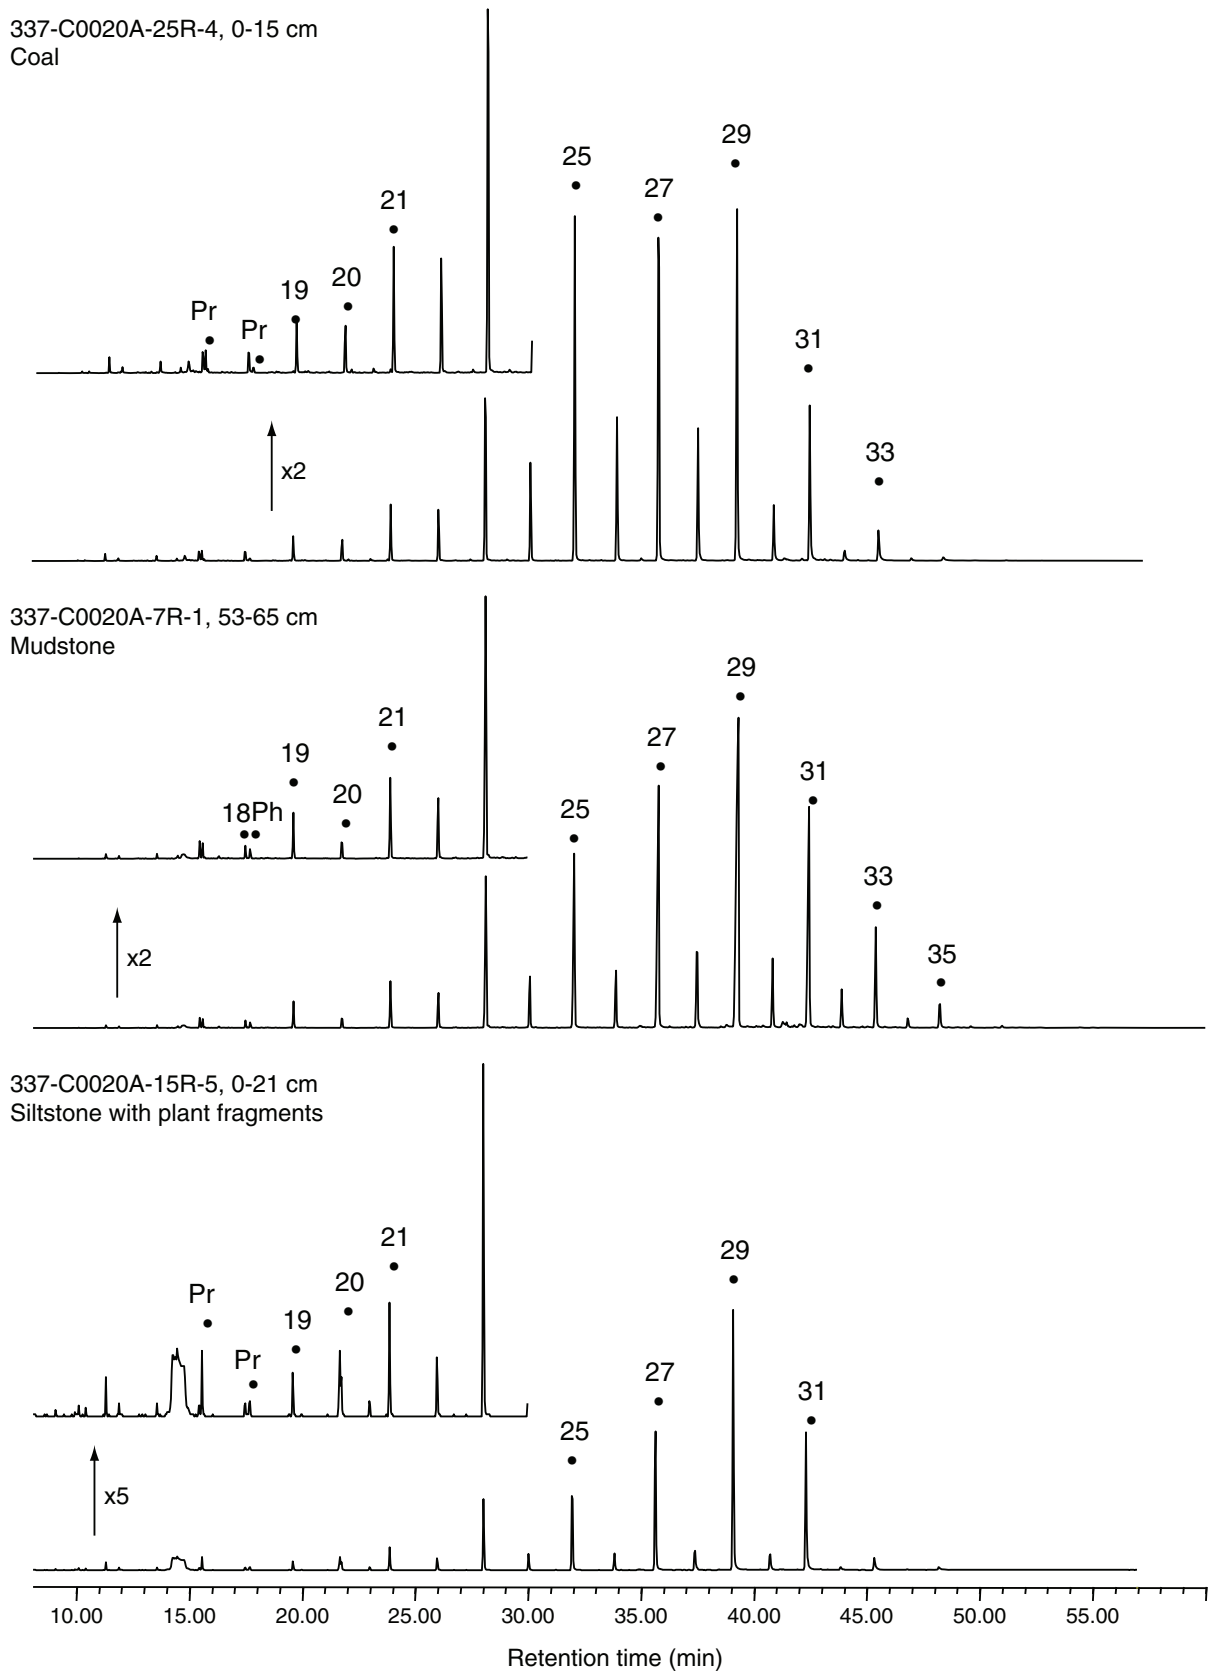 337-C0020A-25R-4, 0-15 cm
Coal
29
25
27
21
20
19
Pr
Pr
31
33
x2
337-C0020A-7R-1, 53-65 cm
Mudstone
29
21
27
19
31
20
25
18Ph
33
35
x2
337-C0020A-15R-5, 0-21 cm
Siltstone with plant fragments
21
29
20
Pr
19
Pr
27
31
25
x5
10.00 15.00 20.00 25.00 30.00 35.00 40.00 45.00 50.00 55.00
Retention time (min)